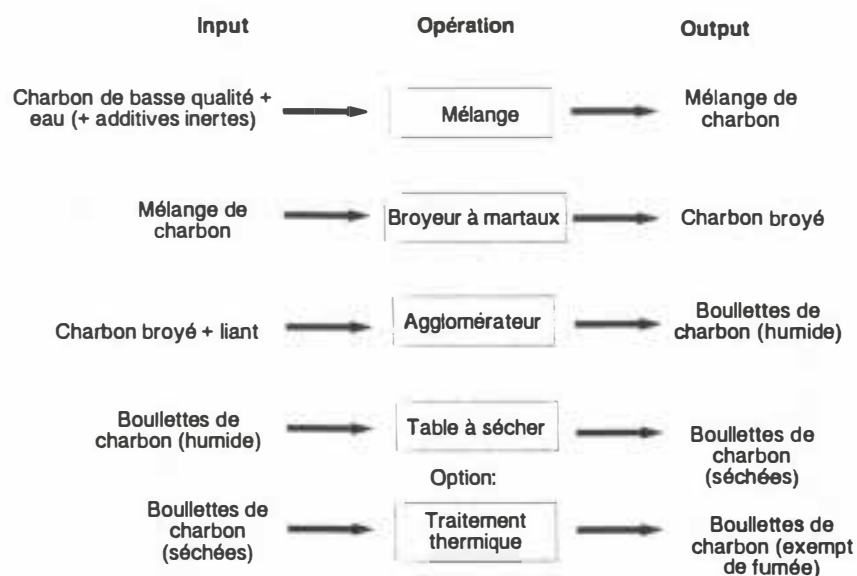 Input
Opération
Output
Charbon de basse qualité +
eau (+ additives inertes)
Mélange
Mélange de
charbon
Mélange de
charbon
Broyeur à martaux
Charbon broyé
Charbon broyé + liant
Agglomérateur
Boullettes de
charbon (humide)
Boullettes de
charbon (humide)
Table à sécher
Boullettes de
charbon
(séchées)
Option:
Boullettes de
charbon
(séchées)
Traitement
thermique
Boullettes de
charbon (exempt
de fumée)